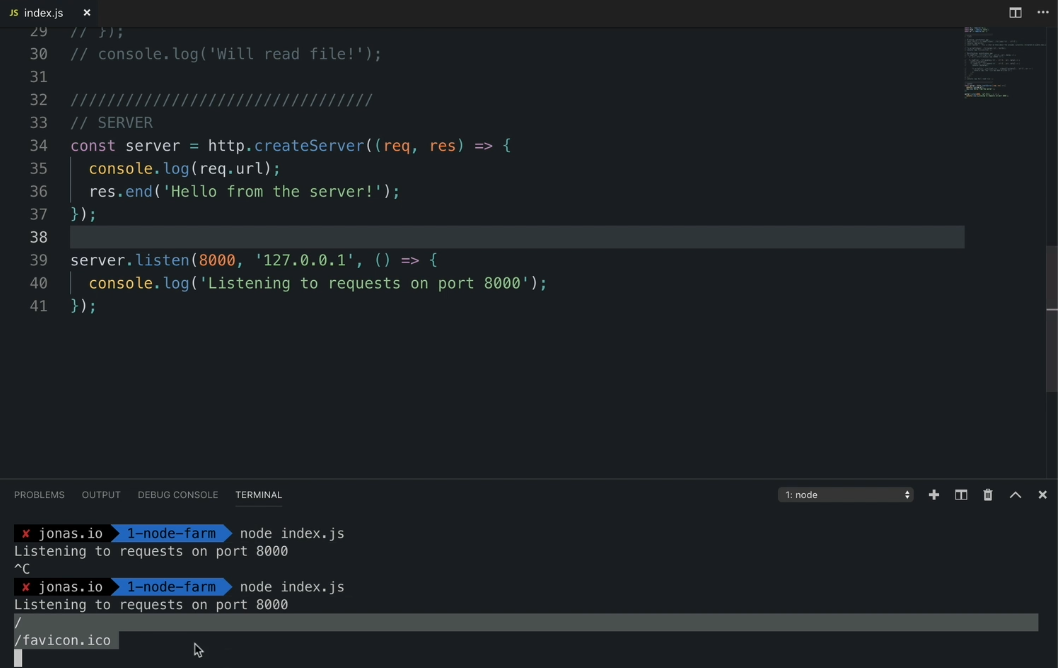 JS index.js ×
29 // });
30 // console.log('Will read file!');
31
32 /////////////////////////////////
33 // SERVER
34 const server = http.createServer((req, res) => {
35 console.log(req.url);
36 res.end('Hello from the server!');
37 });
38
39 server.listen(8000, '127.0.0.1', () => {
40 console.log('Listening to requests on port 8000');
41 });
PROBLEMS OUTPUT DEBUG CONSOLE TERMINAL 1: node
✘ jonas.io 1-node-farm node index.js
Listening to requests on port 8000
^C
✘ jonas.io 1-node-farm node index.js
Listening to requests on port 8000
/
/favicon.ico